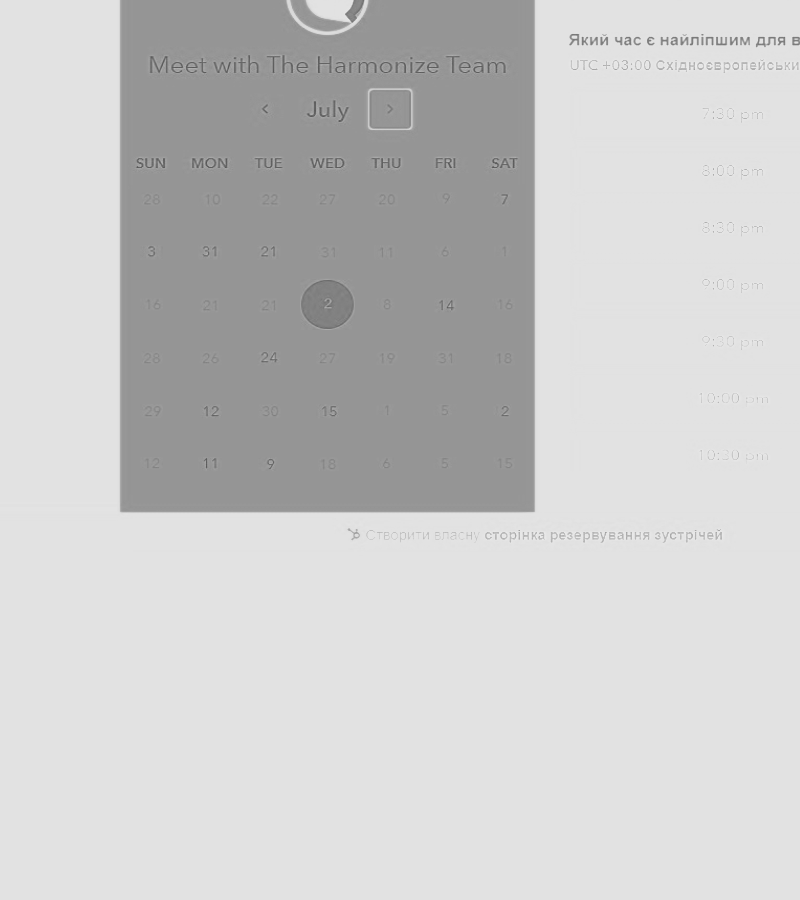 Meet with The Harmonize Team
July
SUN MON TUE WED THU FRI SAT
28 10 22 27 20 9 7
3 31 21 31 11 6 1
16 21 21 2 8 14 16
28 26 24 27 19 31 18
29 12 30 15 1 5 2
12 11 9 18 6 5 15
Який час є найліпшим для
UTC +03:00 Східноєвропейськи
7:30 pm
8:00 pm
8:30 pm
9:00 pm
9:30 pm
10:00 pm
10:30 pm
Створити власну сторінка резервування зустрічей